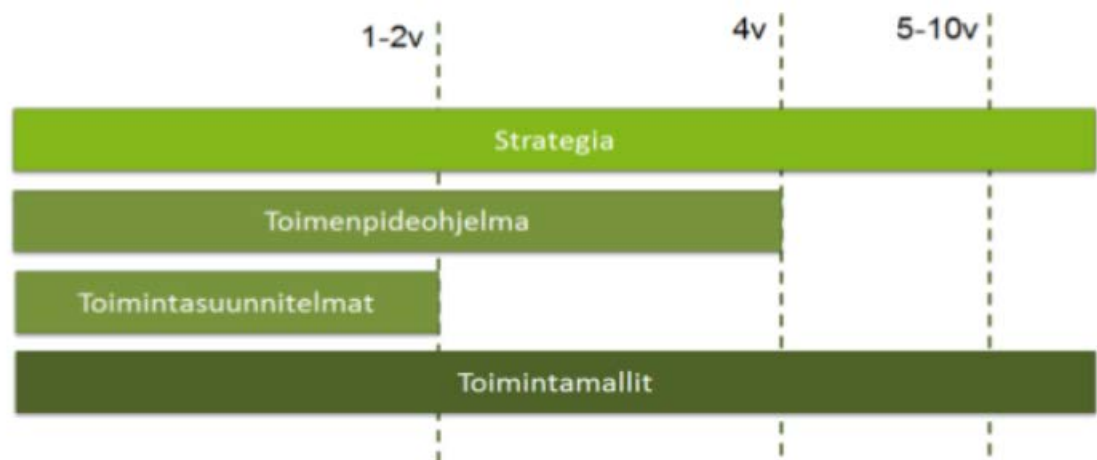 1-2v
4v
5-10v
Strategia
Toimenpideohjelma
Toimintasuunnitelmat
Toimintamallit